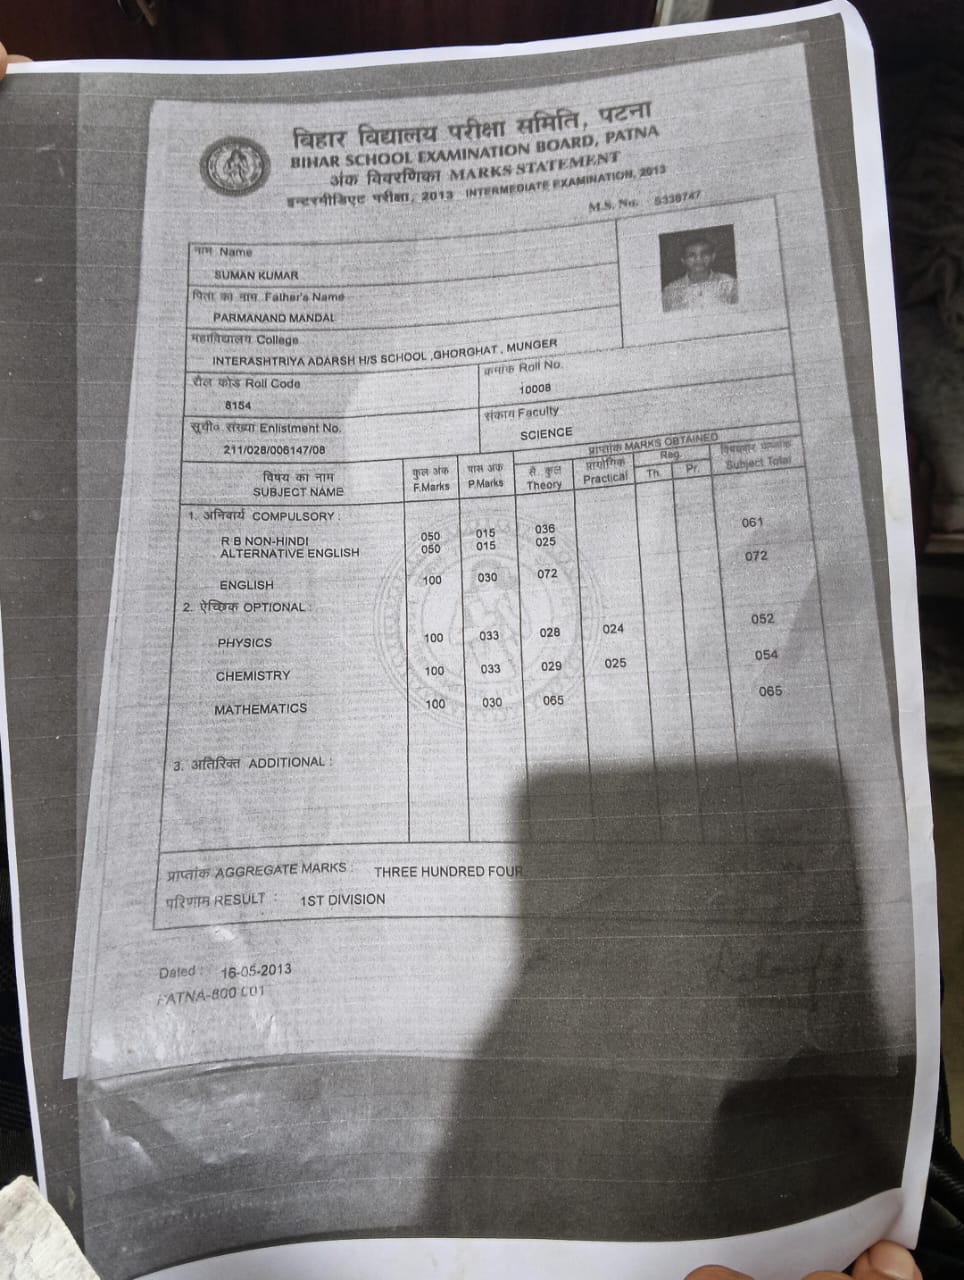 बिहार विद्यालय परीक्षा समिति, पटना
BIHAR SCHOOL EXAMINATION BOARD, PATNA
अंक विवरणिका MARKS STATEMENT
इन्टरमीडिएट परीक्षा, 2013 INTERMEDIATE EXAMINATION, 2013
M.S. No. 5339747
नाम Name
SUMAN KUMAR
पिता का नाम Father's Name
PARMANAND MANDAL
महाविद्यालय College
INTERASHTRIYA ADARSH H/S SCHOOL ,GHORGHAT , MUNGER
रौल कोड Roll Code क्रमांक Roll No.
8154 10008
सूची० संख्या Enlistment No. संकाय Faculty
211/028/006147/08 SCIENCE
विषय का नाम कुल अंक पास अंक प्राप्तांक MARKS OBTAINED
SUBJECT NAME F.Marks P.Marks सै. कुल Theory प्रायोगिक Practical Reg. Th. Pr. Subject Total
1. अनिवार्य COMPULSORY :
R B NON-HINDI 050 015 036 061
ALTERNATIVE ENGLISH 050 015 025
ENGLISH 100 030 072 072
2. ऐच्छिक OPTIONAL :
PHYSICS 100 033 028 024 052
CHEMISTRY 100 033 029 025 054
MATHEMATICS 100 030 065 065
3. अतिरिक्त ADDITIONAL :
प्राप्तांक AGGREGATE MARKS : THREE HUNDRED FOUR
परिणाम RESULT : 1ST DIVISION
Dated : 16-05-2013
PATNA-800 001